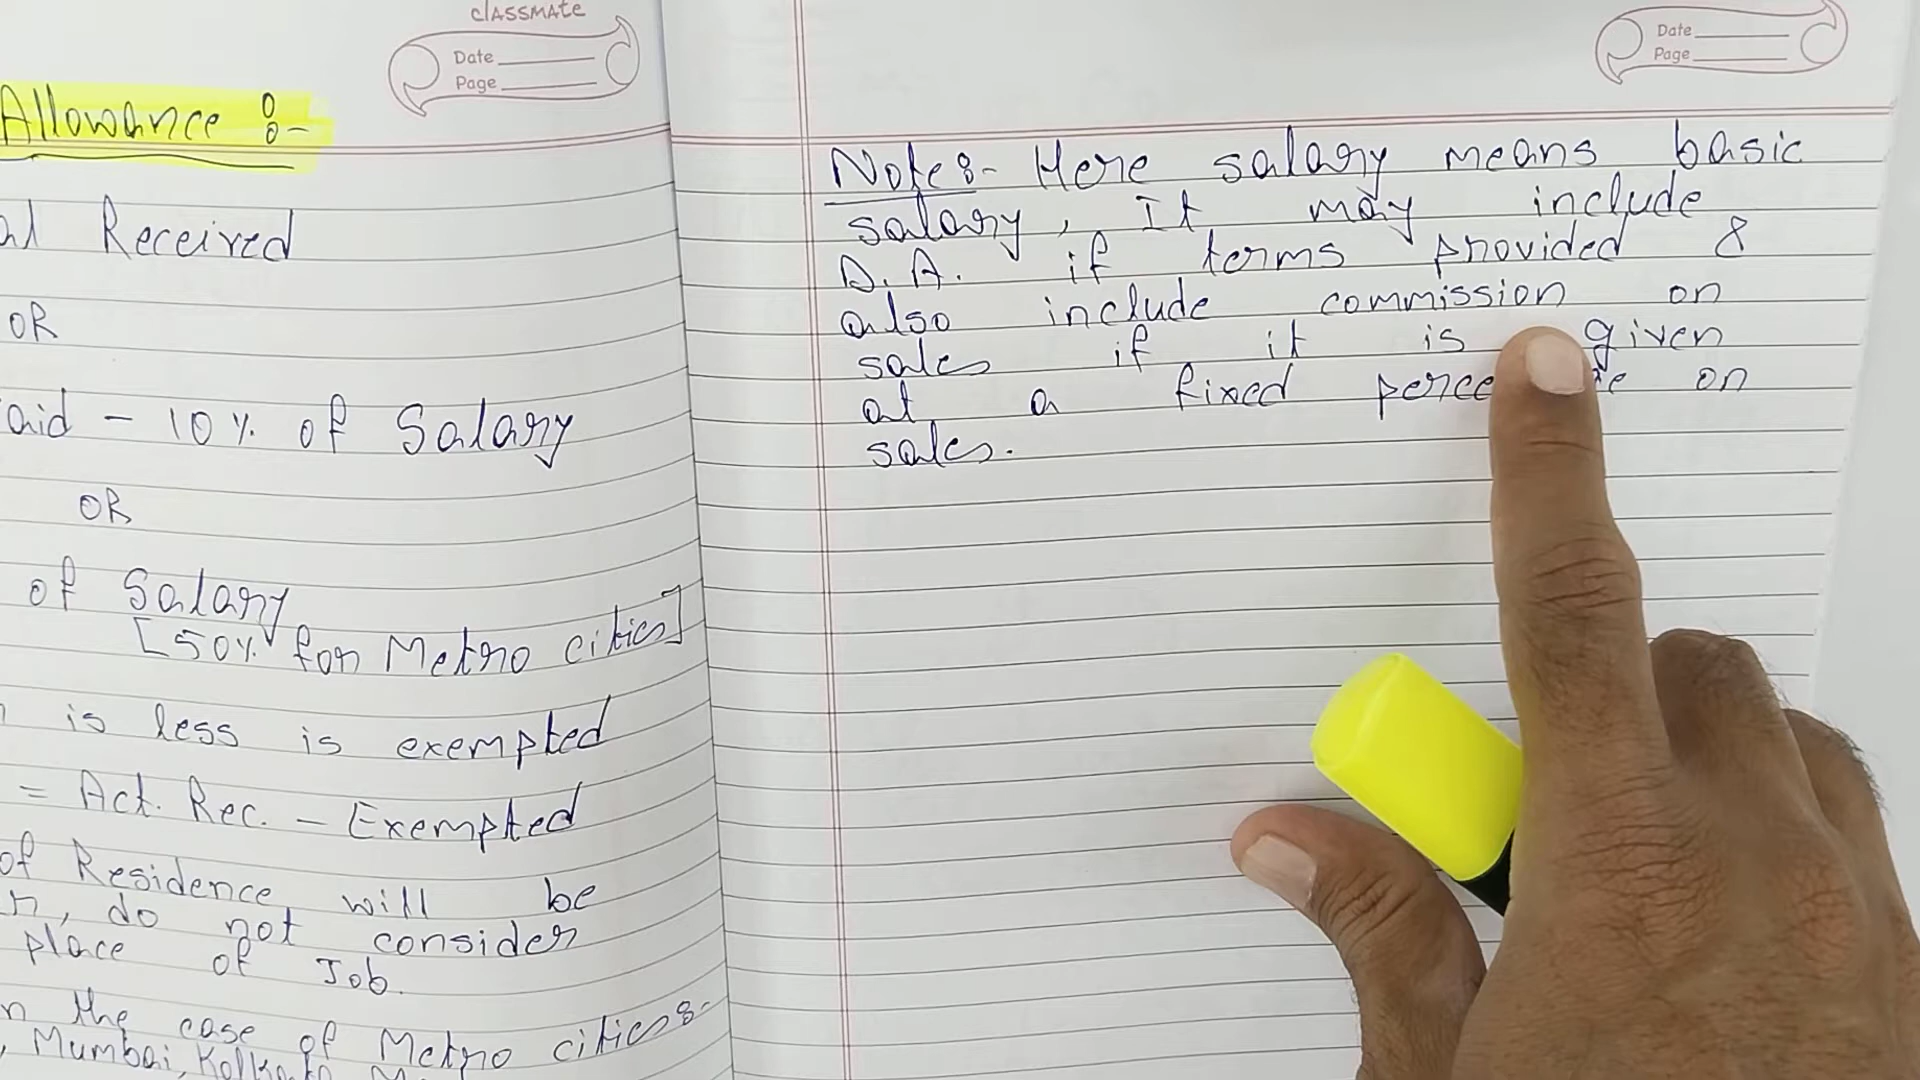 classmate
Date
Page
Allowance :-
Received
OR
- 10% of Salary
OR
of Salary
[50% for Metro cities]
is less is exempted
= Act. Rec. - Exempted
of Residence will be
do not consider
place of Job.
the case of Metro cities:-
, Mumbai, Kolkata
Date
Page
Note:- Here salary means basic
salary, It may include
D.A. if terms provided &
also include commission on
sales if it is given
at a fixed on
sales.